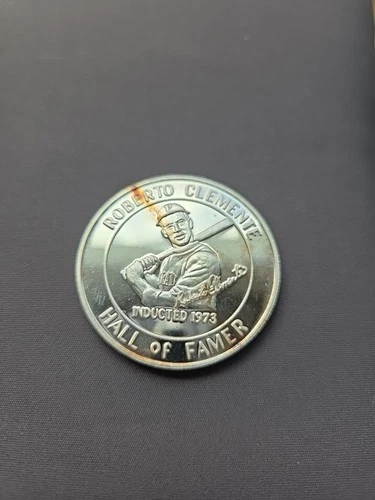 ROBERTO CLEMENTE
INDUCTED 1973
HALL of FAMER